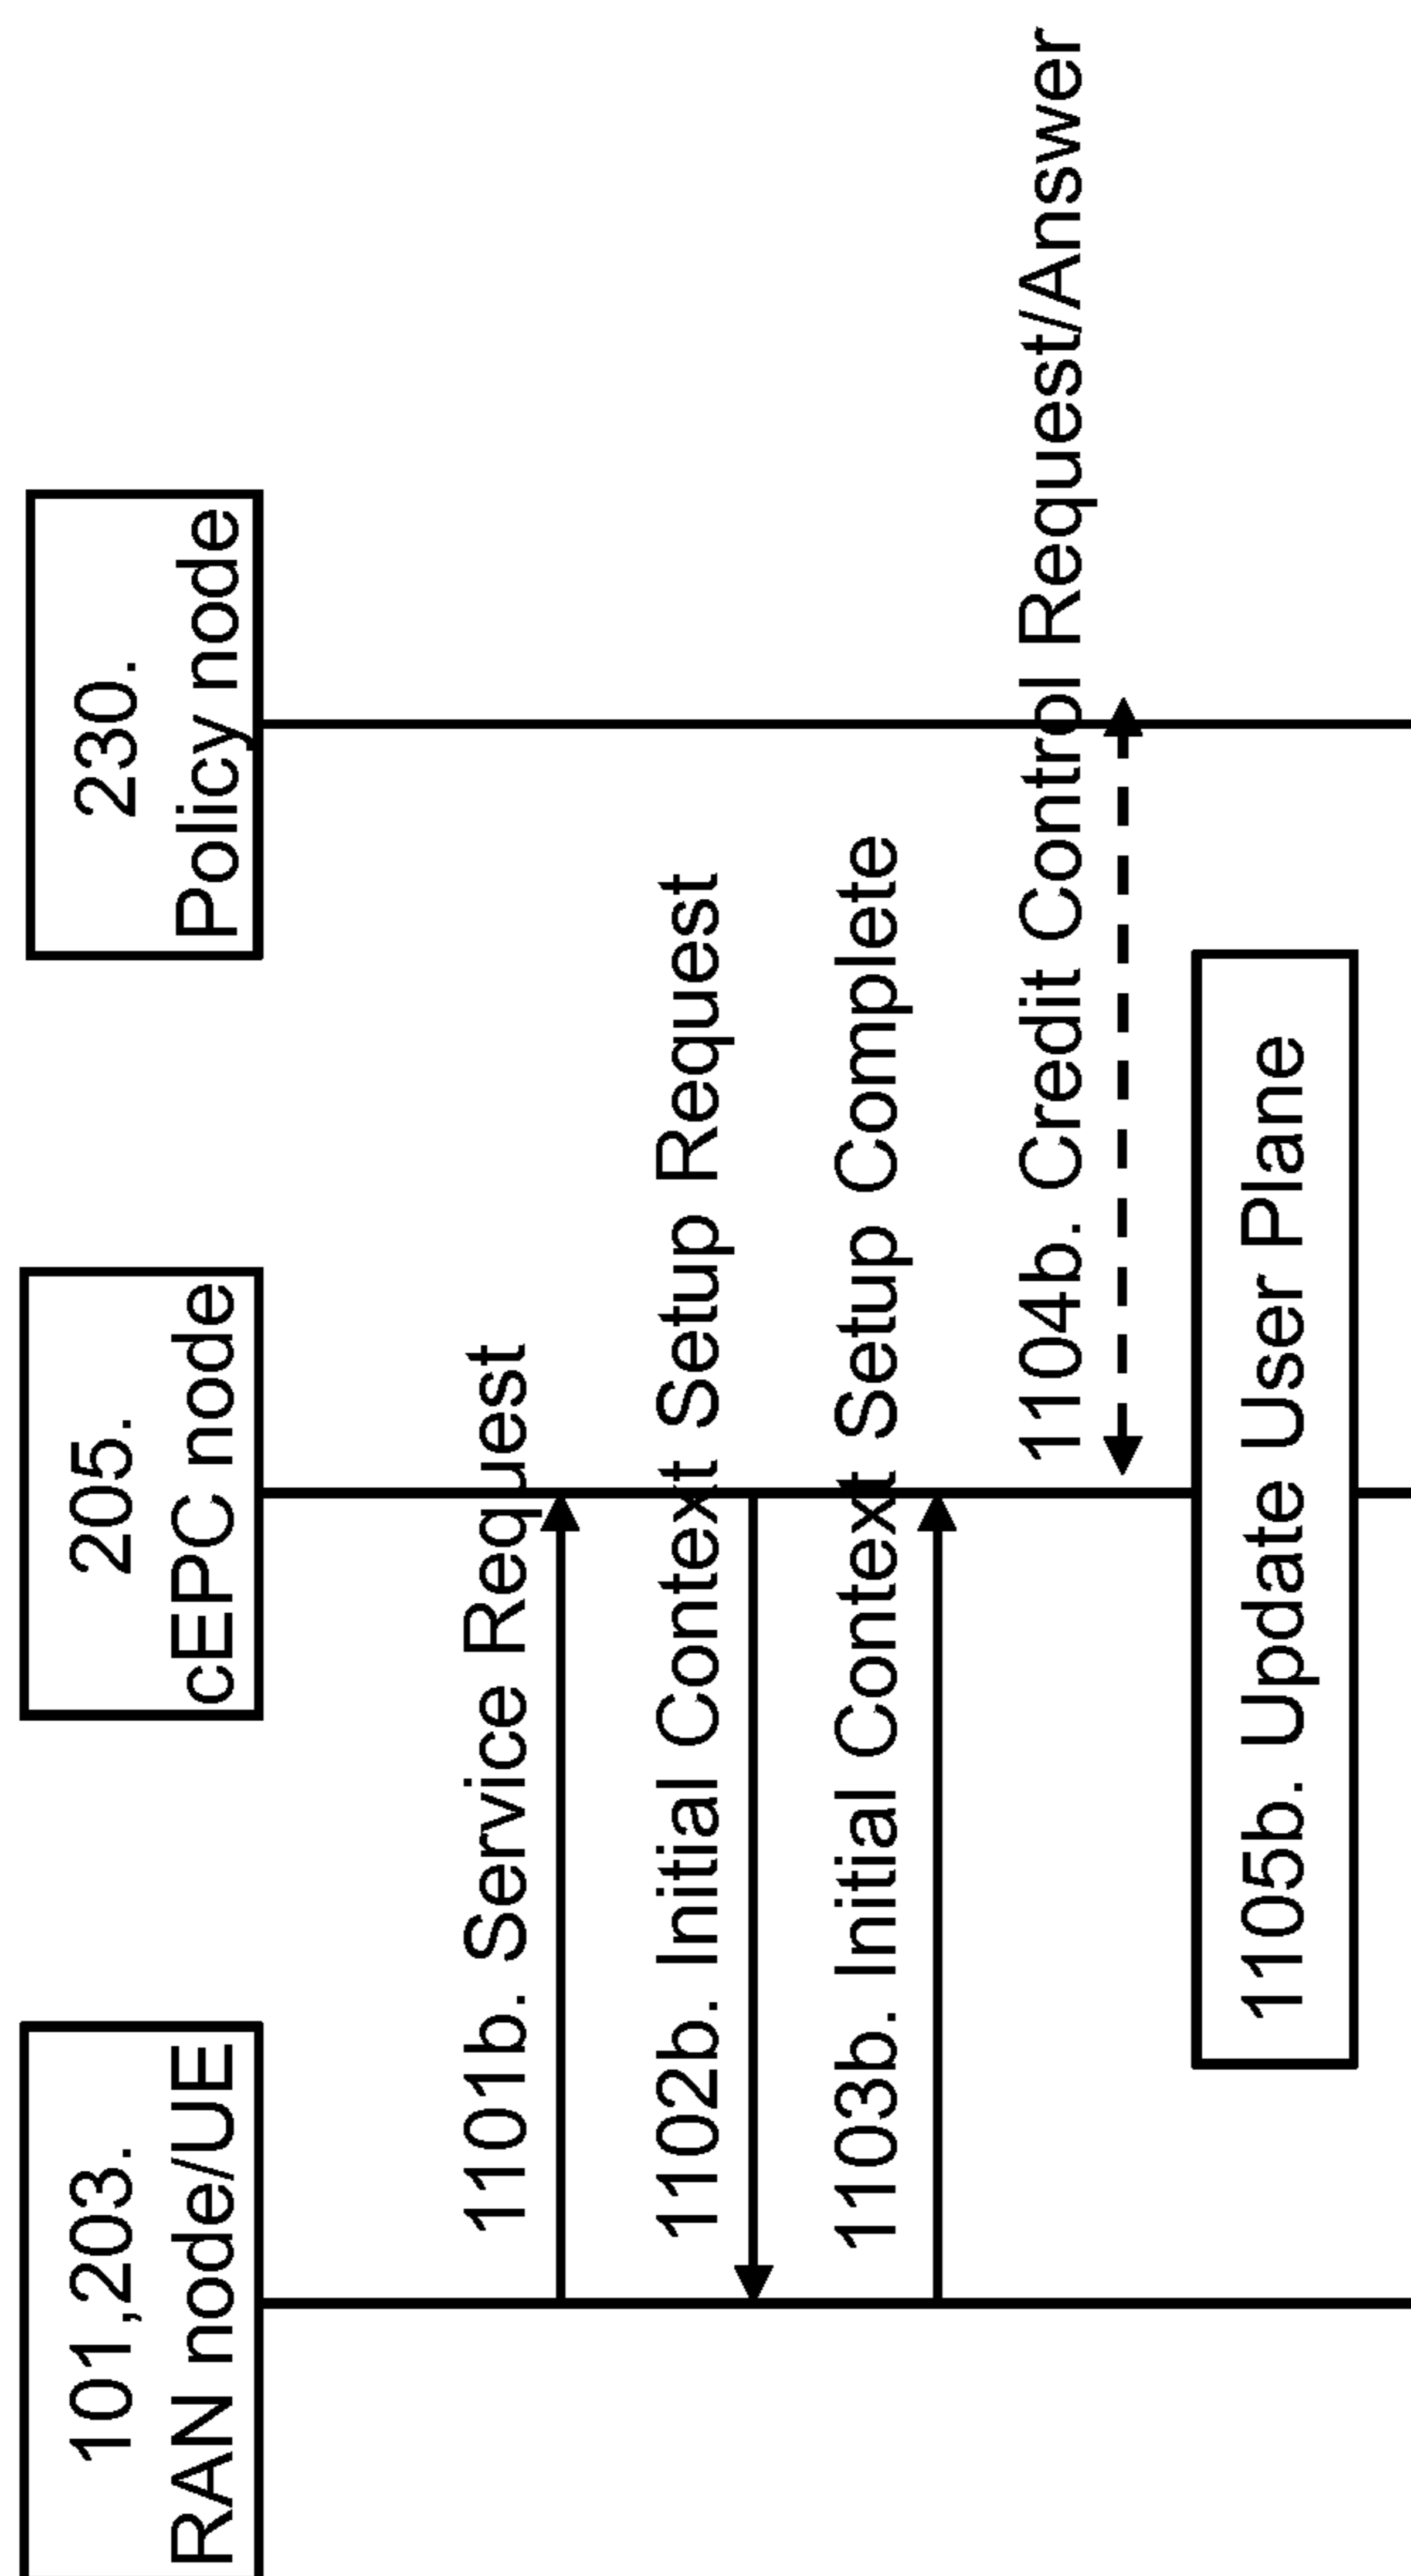 101,203.
RAN node/UE
205.
cEPC node
230.
Policy node
1101b. Service Request
1102b. Initial Context Setup Request
1103b. Initial Context Setup Complete
1104b. Credit Control Request/Answer
1105b. Update User Plane